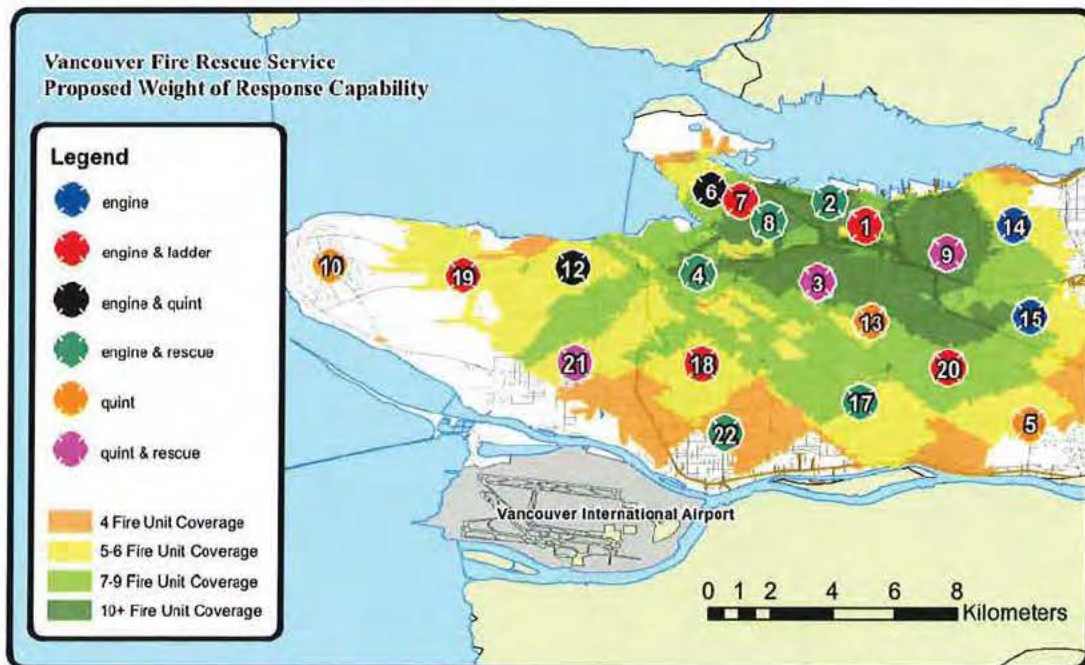 Vancouver Fire Rescue Service
Proposed Weight of Response Capability
Legend
engine
engine & ladder
engine & quint
engine & rescue
quint
quint & rescue
4 Fire Unit Coverage
5-6 Fire Unit Coverage
7-9 Fire Unit Coverage
10+ Fire Unit Coverage
6
7
8
2
1
14
9
10
19
12
4
3
13
15
21
18
20
17
22
5
Vancouver International Airport
0 1 2 4 6 8
Kilometers